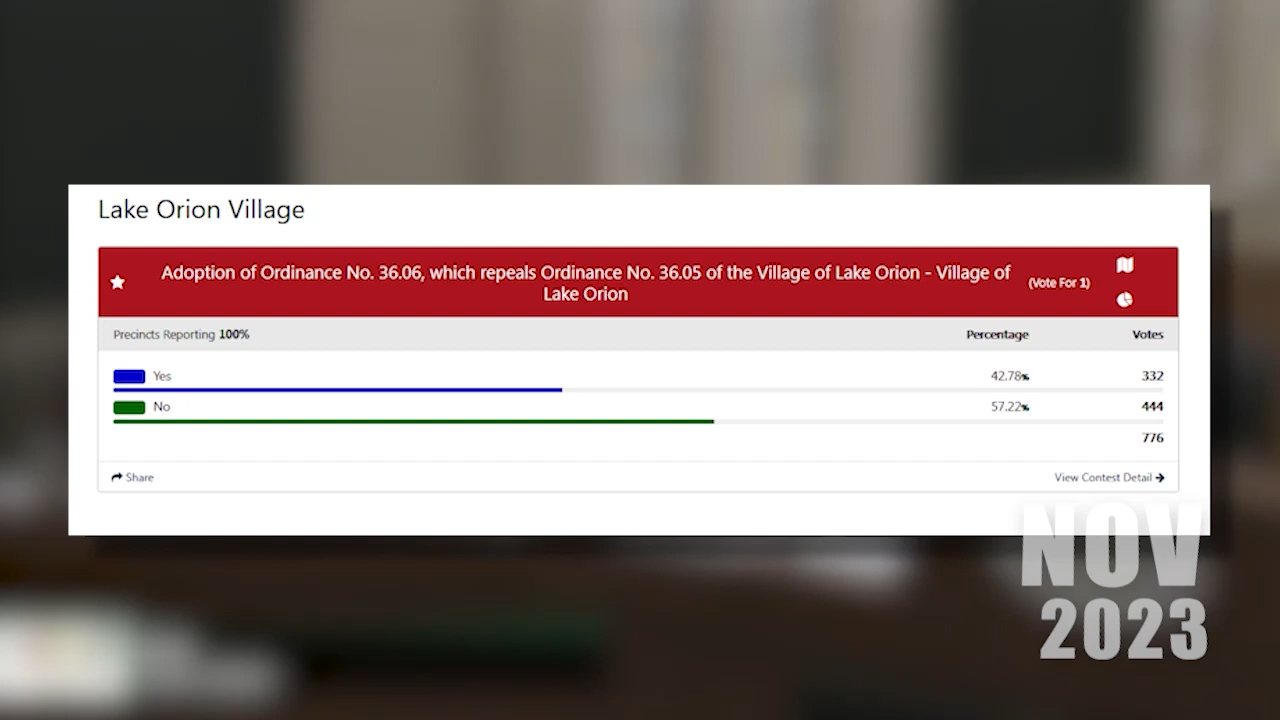 Lake Orion Village
Adoption of Ordinance No. 36.06, which repeals Ordinance No. 36.05 of the Village of Lake Orion - Village of
Lake Orion
(Vote For 1)
Precincts Reporting 100% Percentage Votes
Yes 42.78% 332
No 57.22% 444
776
Share View Contest Detail
NOV
2023